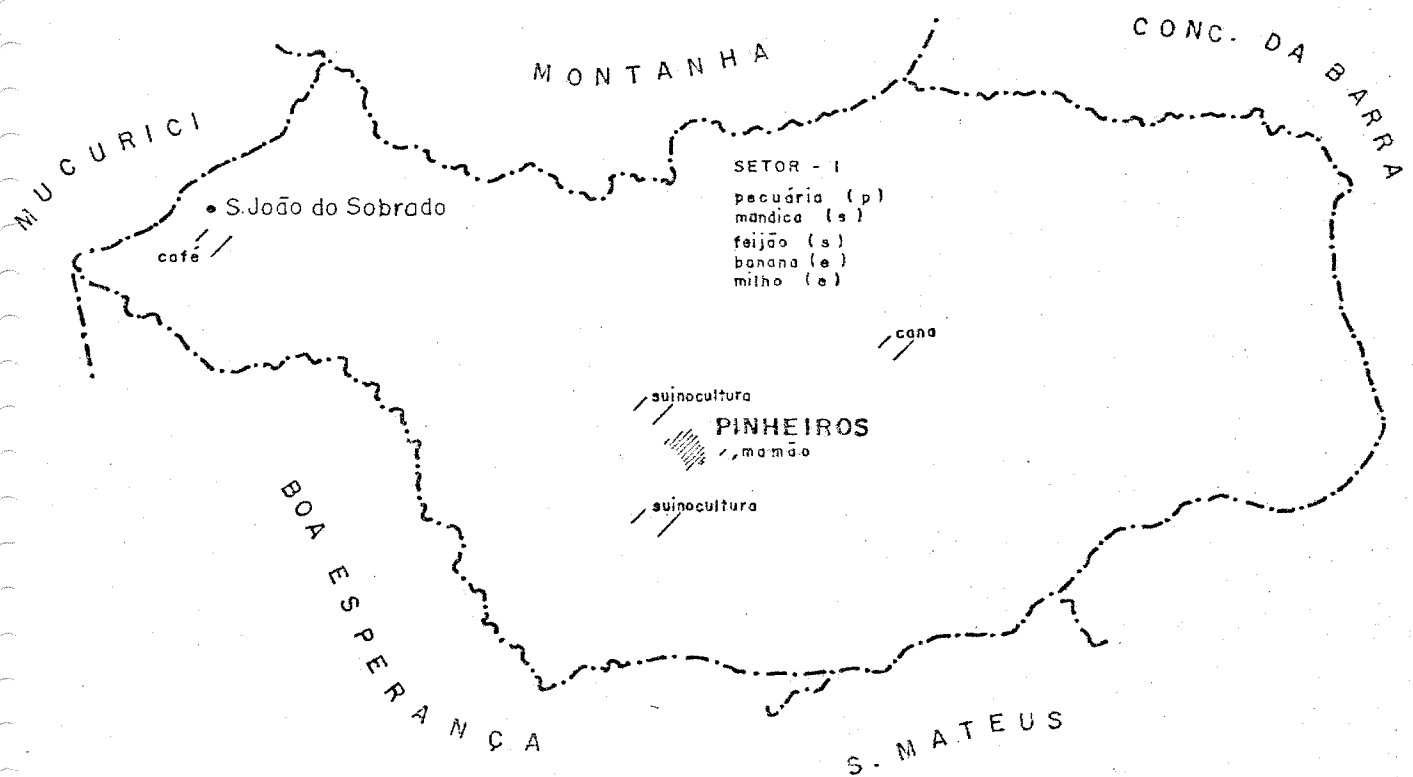 CONC. DA BARRA
MONTANHA
MUCURICI
SETOR - I
pecuária (p)
mandica (s)
feijão (s)
banana (e)
milho (e)
S. João do Sobrado
café
cana
suinocultura
PINHEIROS
mamão
suinocultura
BOA ESPERANÇA
S. MATEUS